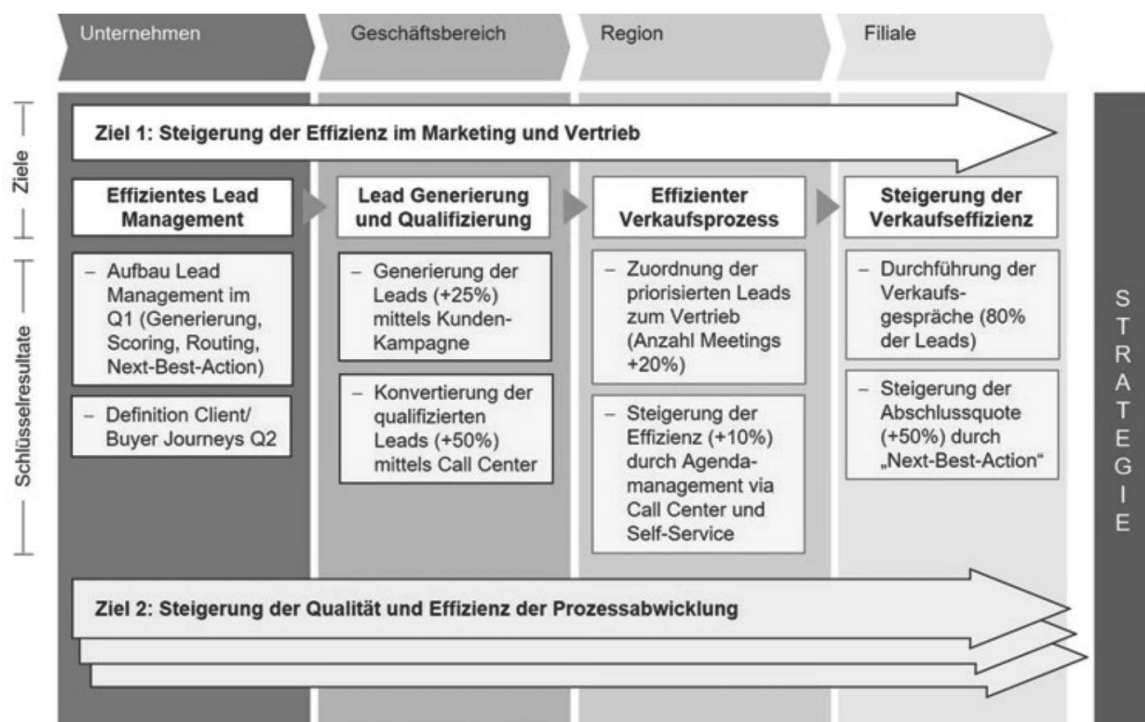 Unternehmen
Geschäftsbereich
Region
Filiale
Ziele
Ziel 1: Steigerung der Effizienz im Marketing und Vertrieb
Effizientes Lead
Management
Lead Generierung
und Qualifizierung
Effizienter
Verkaufsprozess
Steigerung der
Verkaufseffizienz
Schlüsselresultate
– Aufbau Lead
Management im
Q1 (Generierung,
Scoring, Routing,
Next-Best-Action)
– Definition Client/
Buyer Journeys Q2
– Generierung der
Leads (+25%)
mittels Kunden-
Kampagne
– Konvertierung der
qualifizierten
Leads (+50%)
mittels Call Center
– Zuordnung der
priorisierten Leads
zum Vertrieb
(Anzahl Meetings
+20%)
– Steigerung der
Effizienz (+10%)
durch Agenda-
management via
Call Center und
Self-Service
– Durchführung der
Verkaufs-
gespräche (80%
der Leads)
– Steigerung der
Abschlussquote
(+50%) durch
„Next-Best-Action“
Ziel 2: Steigerung der Qualität und Effizienz der Prozessabwicklung
STRATEGIE